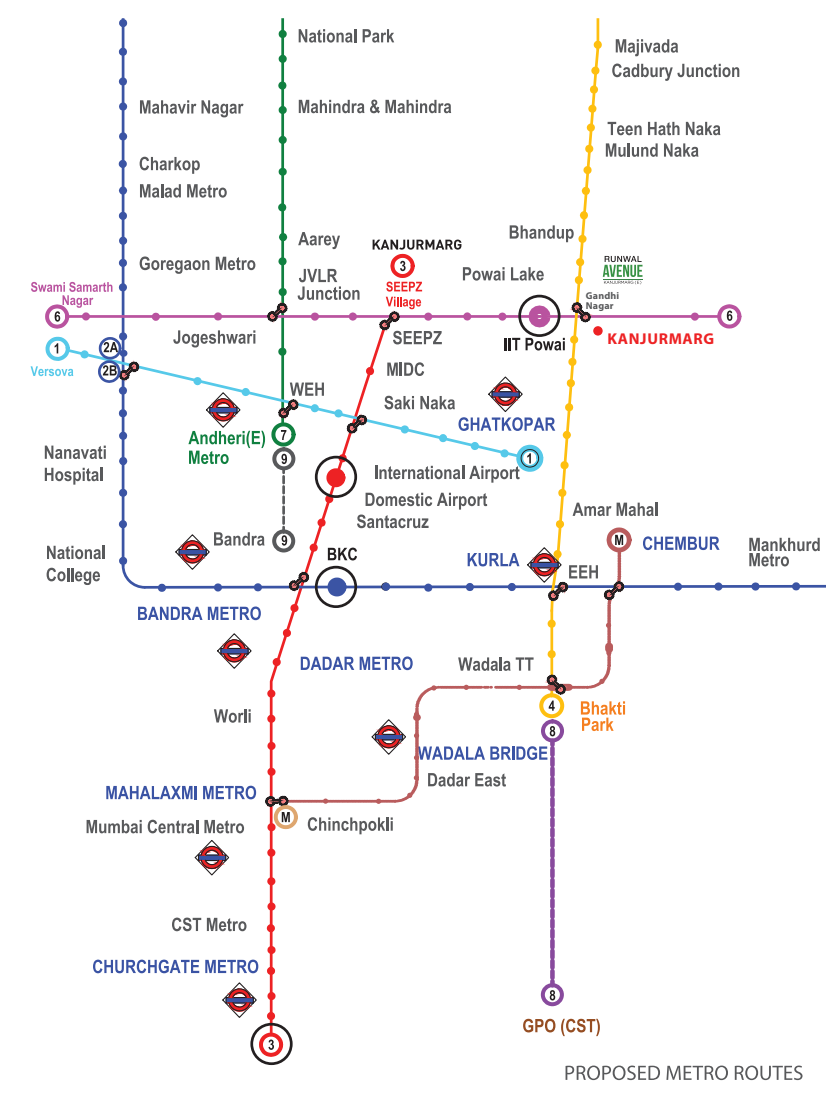 National Park
Majivada
Cadbury Junction
Mahavir Nagar
Mahindra & Mahindra
Teen Hath Naka
Mulund Naka
Charkop
Malad Metro
Bhandup
Aarey
KANJURMARG
3
SEEPZ
Village
Goregaon Metro
JVLR
Junction
Powai Lake
RUNWAL
AVENUE
KANJURMARG (E)
Swami Samarth
Nagar
6
Gandhi
Nagar
6
Jogeshwari
SEEPZ
IIT Powai
KANJURMARG
1
Versova
2A
2B
MIDC
WEH
Saki Naka
GHATKOPAR
Andheri(E)
Metro
7
9
1
Nanavati
Hospital
International Airport
Domestic Airport
Santacruz
Amar Mahal
Bandra
9
M
CHEMBUR
Mankhurd
Metro
National
College
BKC
KURLA
EEH
BANDRA METRO
DADAR METRO
Wadala TT
Worli
4
Bhakti
Park
8
WADALA BRIDGE
Dadar East
MAHALAXMI METRO
M
Chinchpokli
Mumbai Central Metro
CST Metro
CHURCHGATE METRO
8
GPO (CST)
3
PROPOSED METRO ROUTES